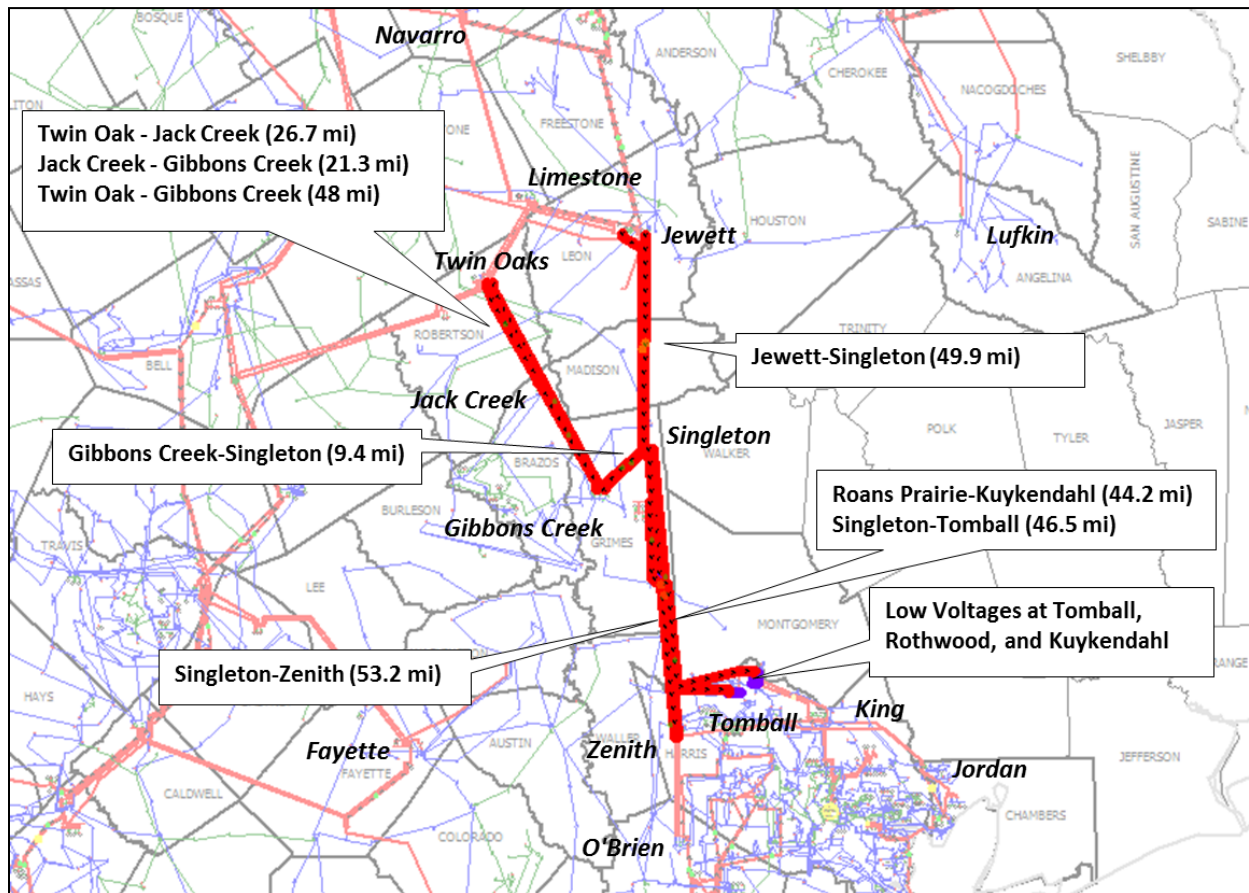 BOSQUE
Navarro
ANDERSON
CHEROKEE
SHELBY
NACOGDOCHES
Twin Oak - Jack Creek (26.7 mi)
Jack Creek - Gibbons Creek (21.3 mi)
Twin Oak - Gibbons Creek (48 mi)
FREESTONE
Limestone
SAN AUGUSTINE
SABINE
HOUSTON
Jewett
Lufkin
LEON
Twin Oaks
ANGELINA
ROBERTSON
TRINITY
BELL
MADISON
Jewett-Singleton (49.9 mi)
Jack Creek
POLK
TYLER
JASPER
Singleton
WALKER
Gibbons Creek-Singleton (9.4 mi)
BRAZOS
BURLESON
Roans Prairie-Kuykendahl (44.2 mi)
Singleton-Tomball (46.5 mi)
Gibbons Creek
GRIMES
TRAVIS
LEE
Low Voltages at Tomball,
Rothwood, and Kuykendahl
MONTGOMERY
Singleton-Zenith (53.2 mi)
HAYS
King
Tomball
Fayette
AUSTIN
WALLER
Zenith
HARRIS
FAYETTE
JEFFERSON
Jordan
CALDWELL
CHAMBERS
COLORADO
O'Brien